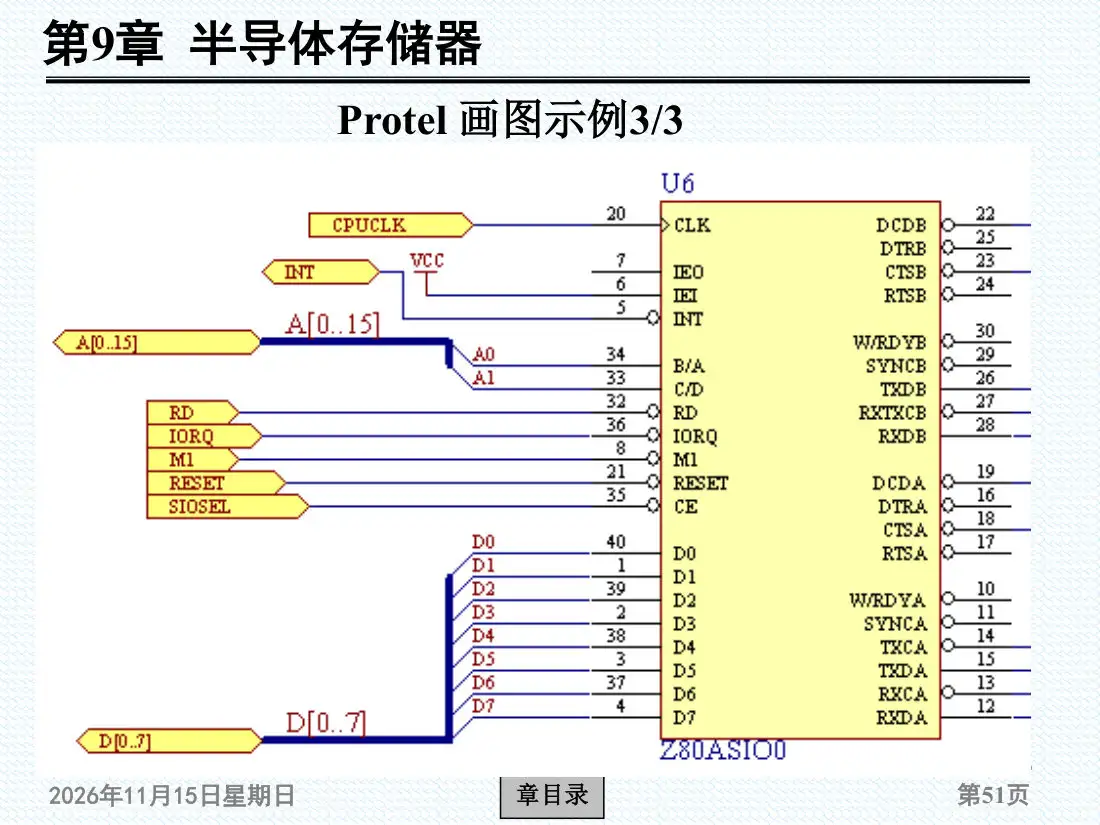 第9章 半导体存储器
Protel 画图示例3/3
U6
CPUCLK 20 CLK DCDB 22
DTRB 25
INT VCC 7 IEO CTSB 23
6 IEI RTSB 24
5 INT
A[0..15] A[0..15] W/RDYB 30
A0 34 B/A SYNCB 29
A1 33 C/D TXDB 26
RD 32 RD RXTXCB 27
IORQ 36 IORQ RXDB 28
M1 8 M1
RESET 21 RESET DCDA 19
SIOSEL 35 CE DTRA 16
CTSA 18
D0 40 D0 RTSA 17
D1 1 D1
D2 39 D2 W/RDYA 10
D3 2 D3 SYNCA 11
D4 38 D4 TXCA 14
D5 3 D5 TXDA 15
D6 37 D6 RXCA 13
D7 4 D7 RXDA 12
D[0..7] D[0..7]
Z80ASIO0
2026年11月15日星期日 章目录 第51页